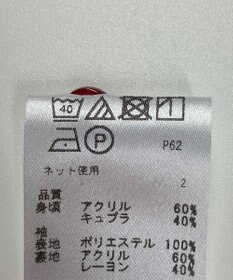 40
P
P62
ネット使用
2
品質
身頃 アクリル 60%
キュプラ 40%
袖
表地 ポリエステル 100%
裏地 アクリル 60%
レーヨン 40%